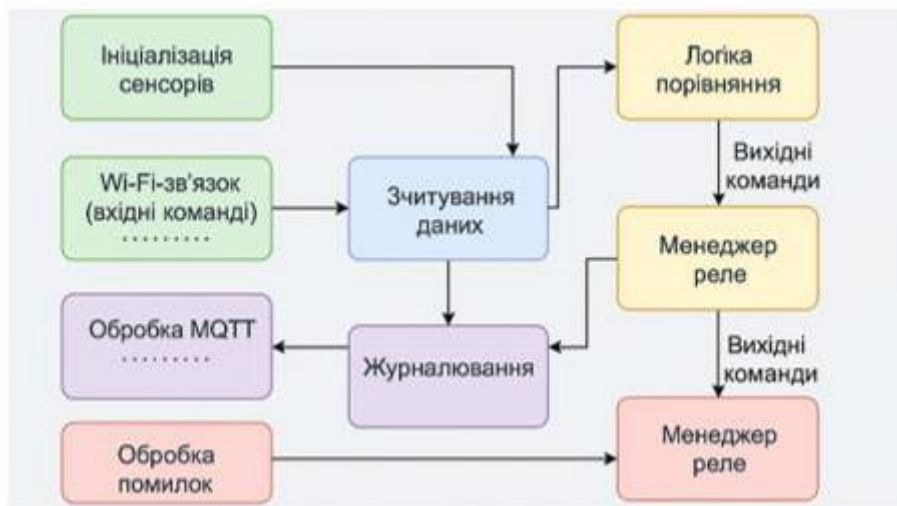 Ініціалізація
сенсорів
Логіка
порівняння
Вихідні
команди
Wi-Fi-зв'язок
(вхідні команді)
.........
Зчитування
даних
Менеджер
реле
Обробка MQTT
.........
Журналювання
Вихідні
команди
Обробка
помилок
Менеджер
реле